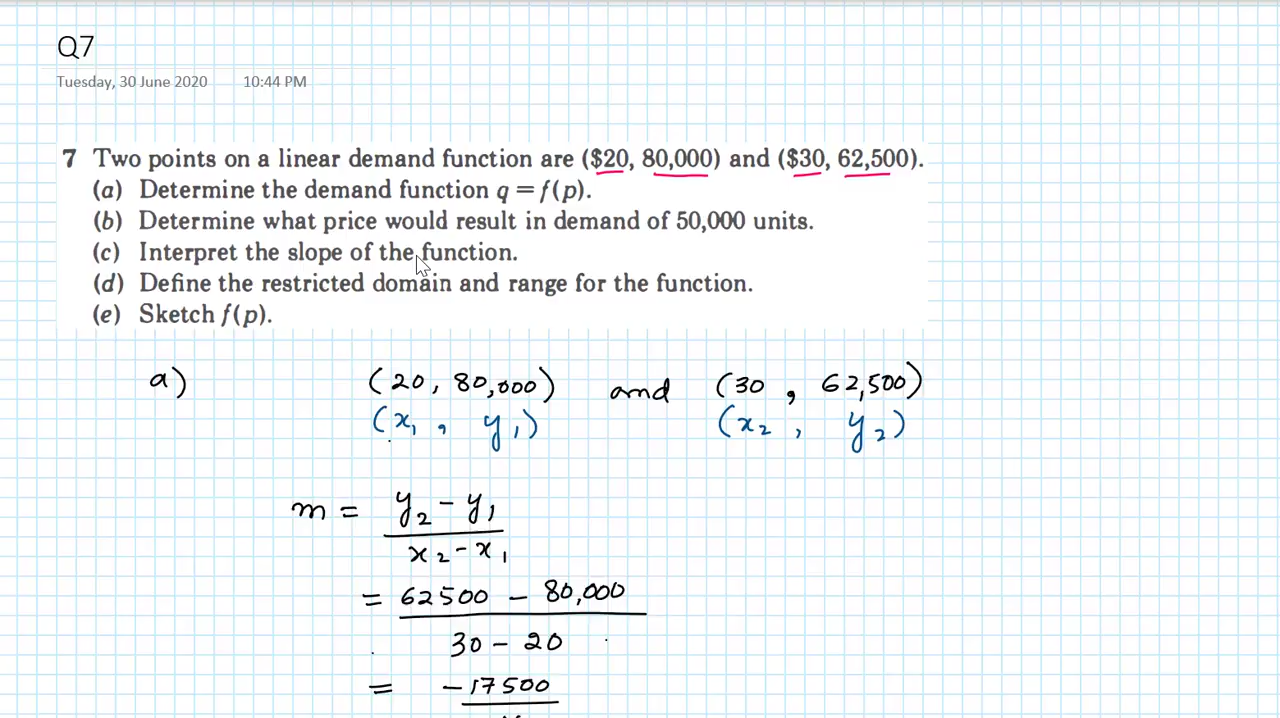 Q7
Tuesday, 30 June 2020 10:44 PM
7 Two points on a linear demand function are ($20, 80,000) and ($30, 62,500).
(a) Determine the demand function q = f(p).
(b) Determine what price would result in demand of 50,000 units.
(c) Interpret the slope of the function.
(d) Define the restricted domain and range for the function.
(e) Sketch f(p).
a) (20, 80,000) and (30, 62,500)
(x₁, y₁) (x₂, y₂)
m = y₂ - y₁
x₂ - x₁
= 62500 - 80,000
30 - 20
= -17500